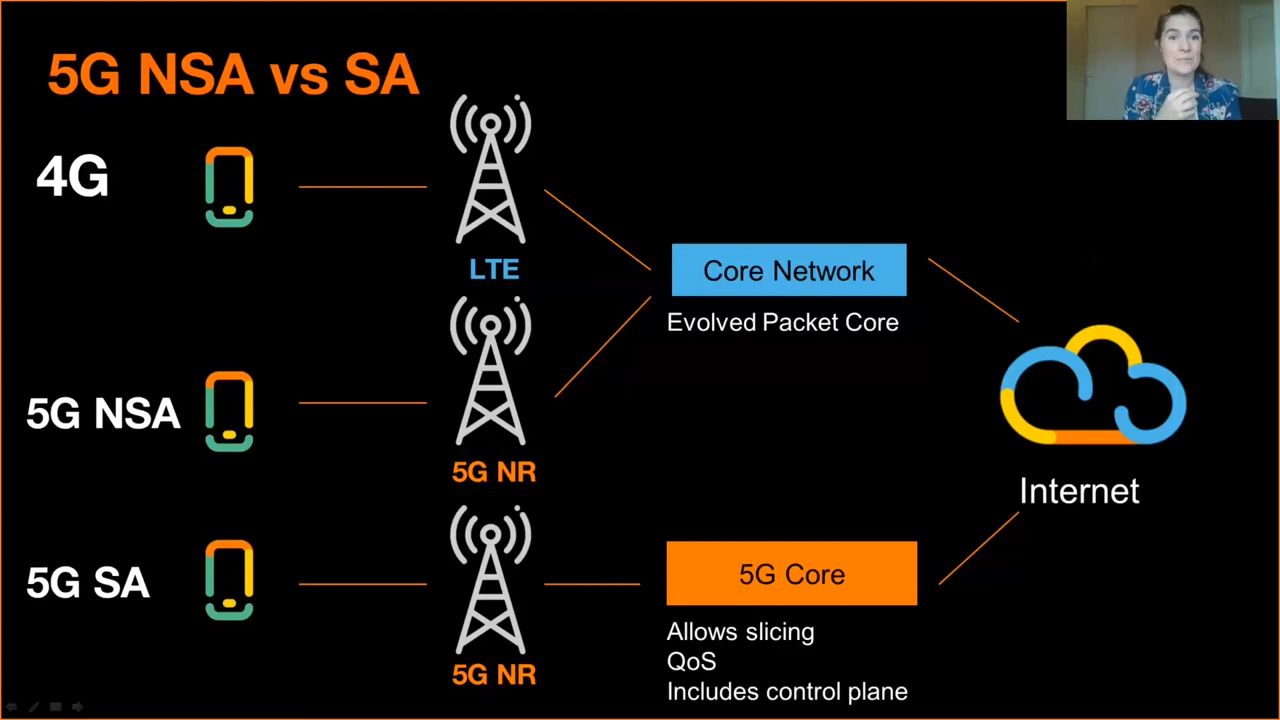 5G NSA vs SA
4G
LTE
Core Network
Evolved Packet Core
5G NSA
5G NR
Internet
5G SA
5G NR
5G Core
Allows slicing
QoS
Includes control plane